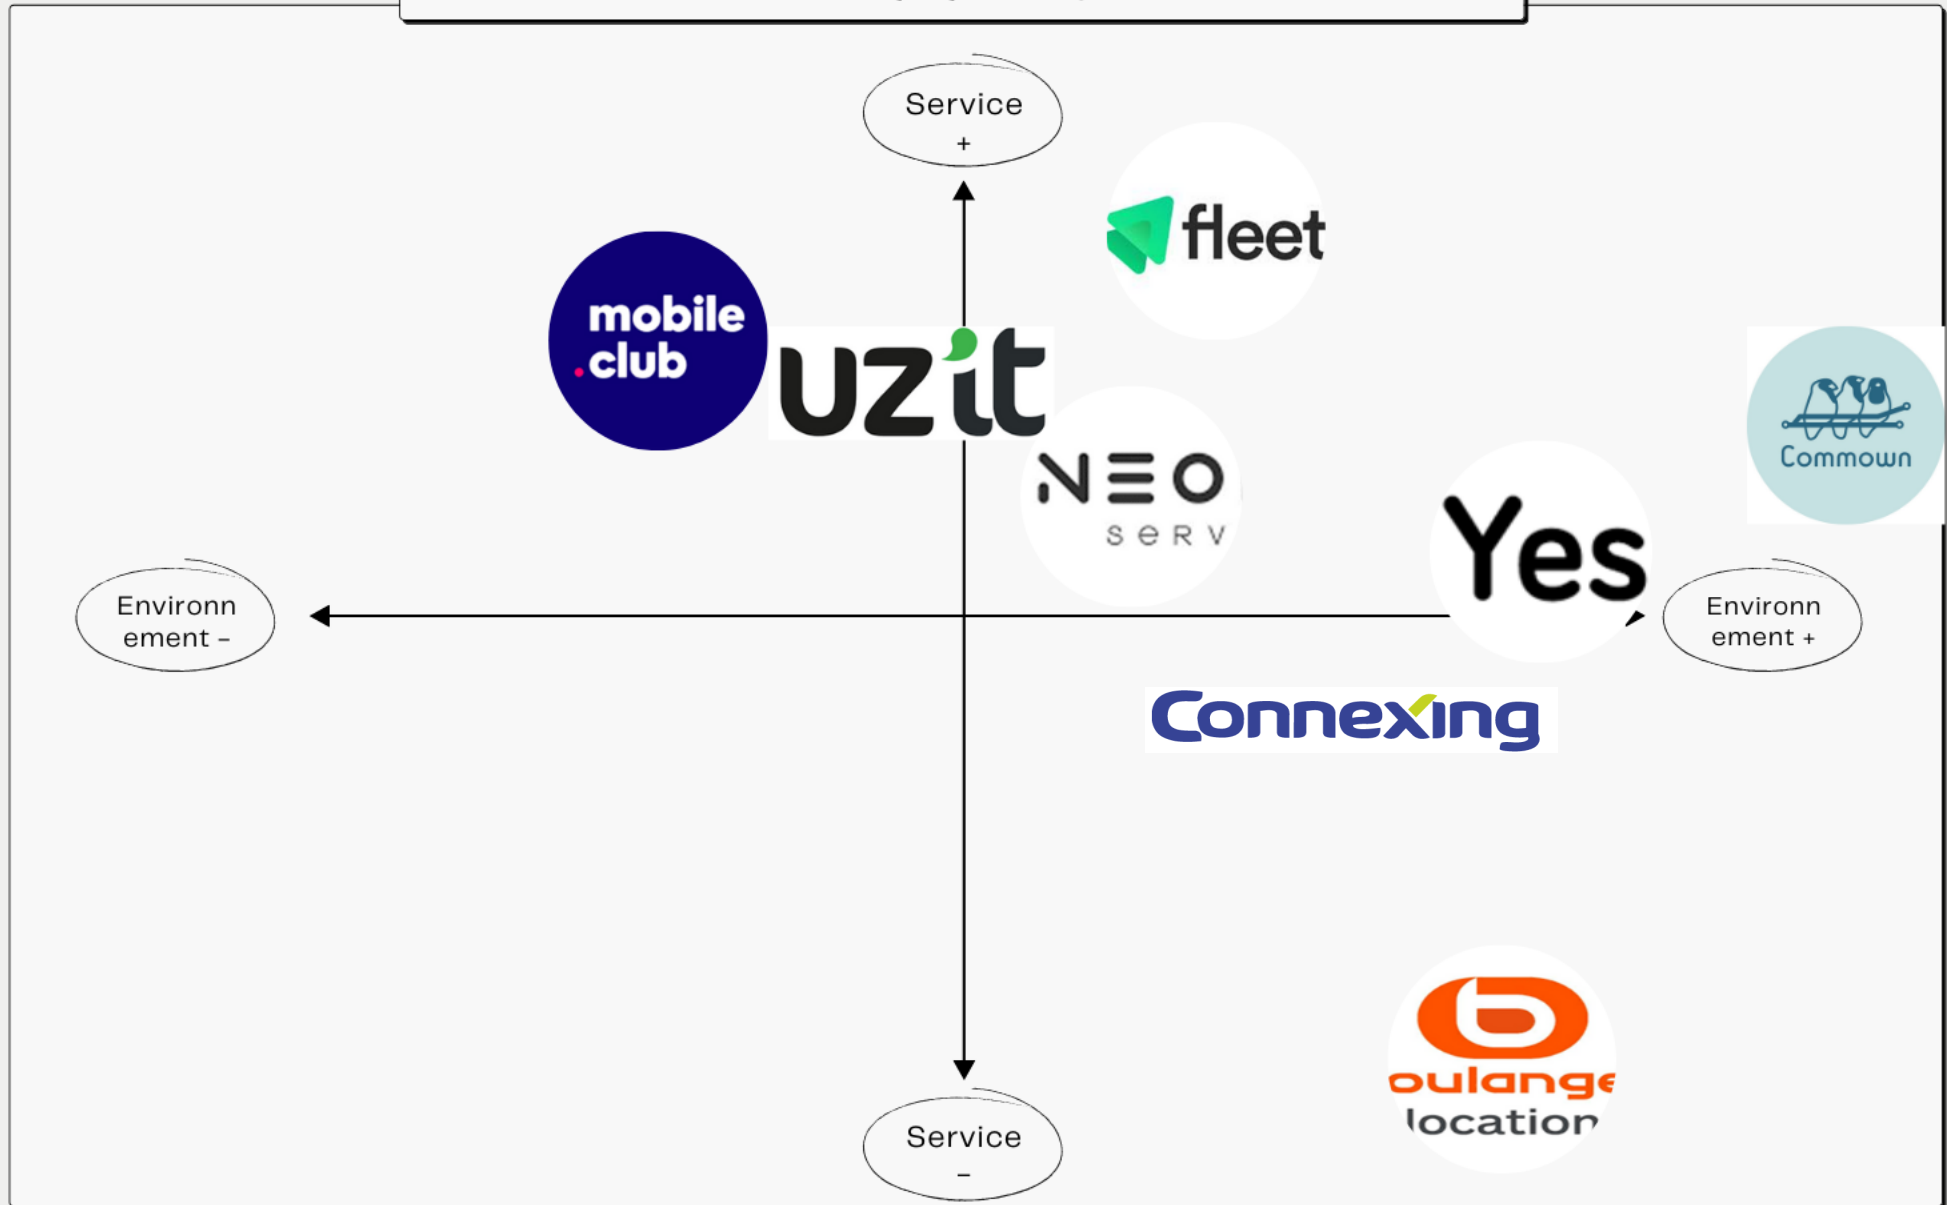 Service
+
fleet
mobile
.club
uzit
Commown
NEO
seRV
Yes
Environn
ement –
Environn
ement +
Connexing
b
oulange
location
Service
–